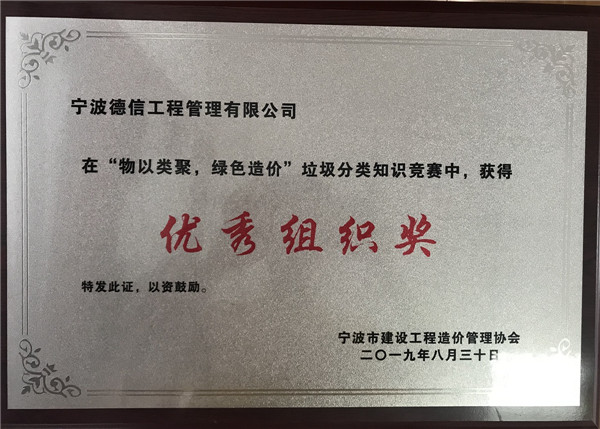 宁波德信工程管理有限公司
在“物以类聚，绿色造价”垃圾分类知识竞赛中，获得
优秀组织奖
特发此证，以资鼓励。
宁波市建设工程造价管理协会
二〇一九年八月三十日